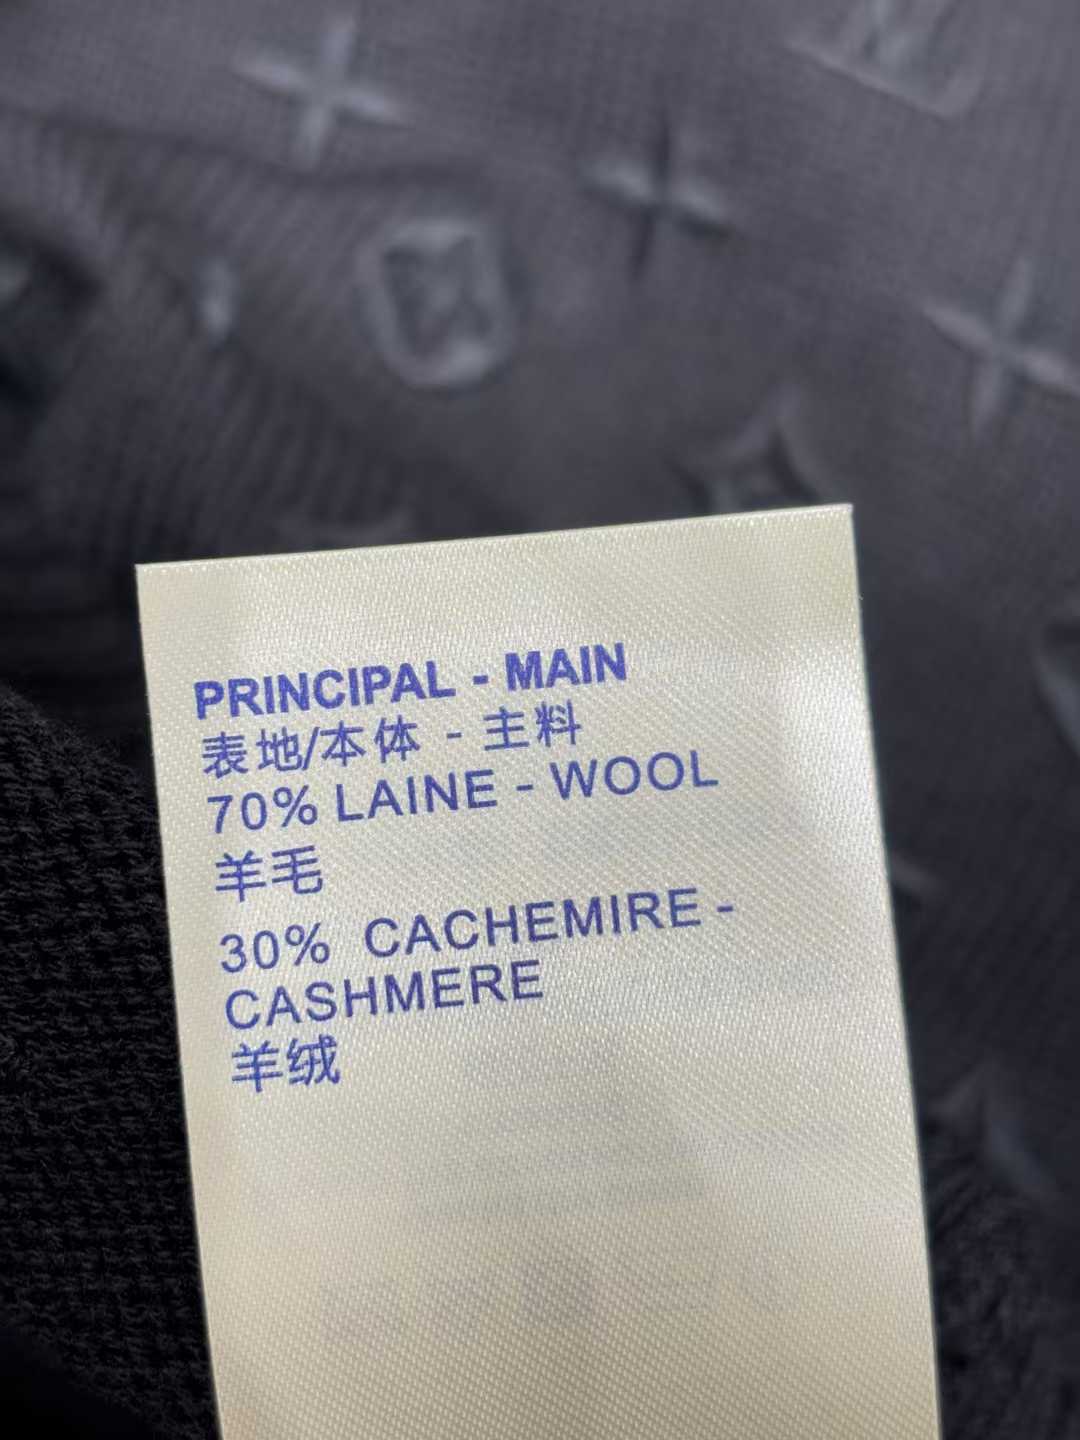 PRINCIPAL - MAIN
表地/本体 - 主料
70% LAINE - WOOL
羊毛
30% CACHEMIRE -
CASHMERE
羊绒